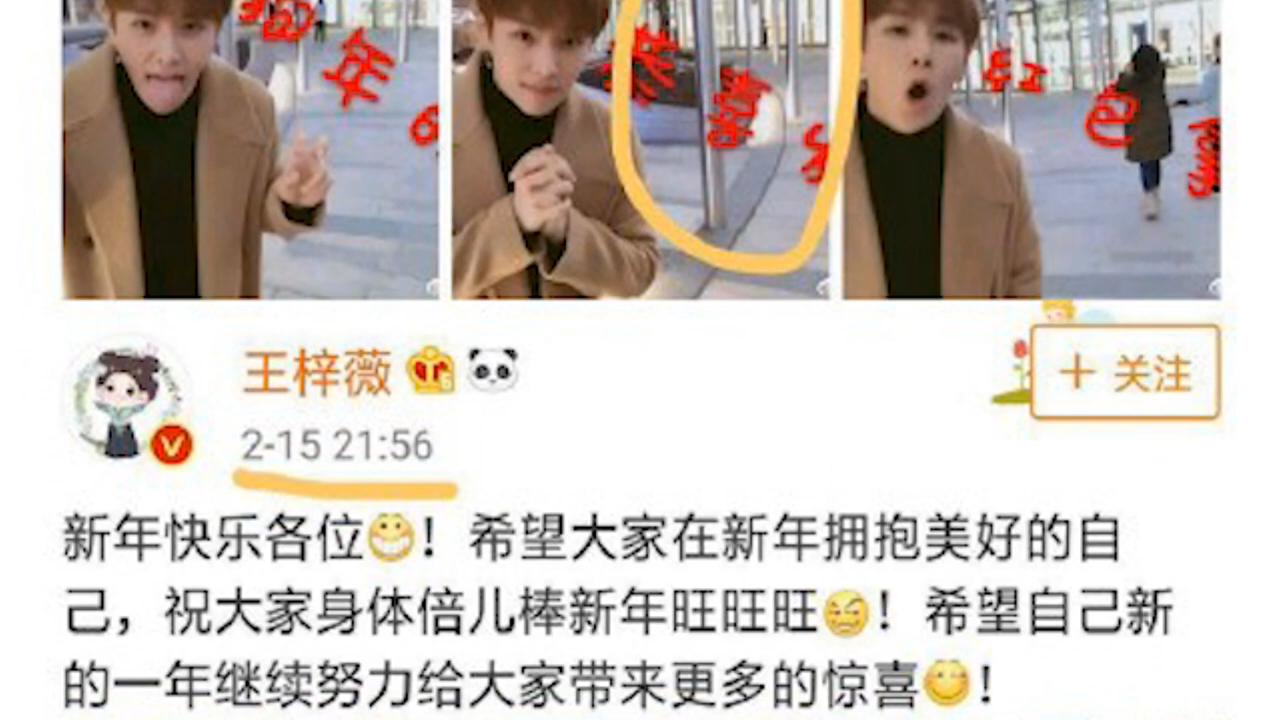 年
红
包
王梓薇
+ 关注
2-15 21:56
新年快乐各位！希望大家在新年拥抱美好的自
己，祝大家身体倍儿棒新年旺旺旺！希望自己新
的一年继续努力给大家带来更多的惊喜！